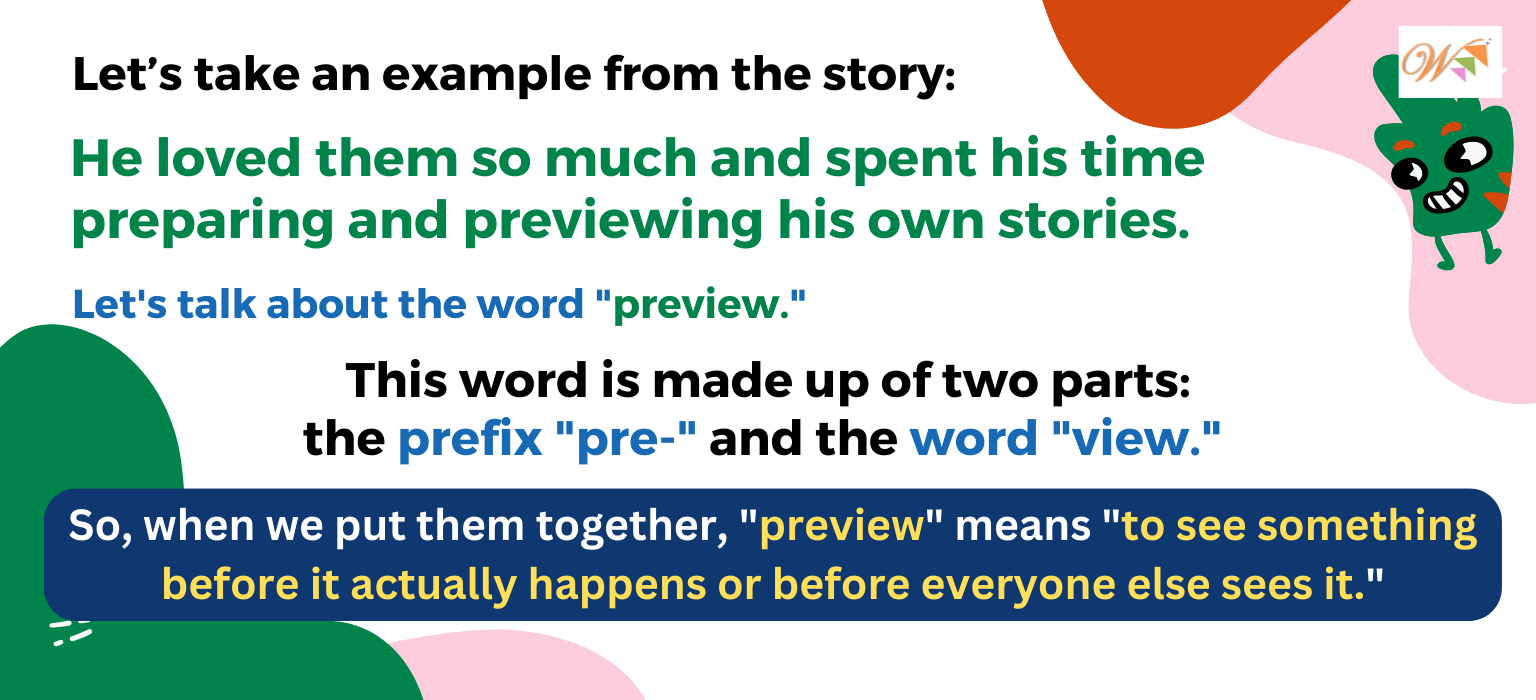 W
Let’s take an example from the story:
He loved them so much and spent his time
preparing and previewing his own stories.
Let's talk about the word "preview."
This word is made up of two parts:
the prefix "pre-" and the word "view."
So, when we put them together, "preview" means "to see something
before it actually happens or before everyone else sees it."